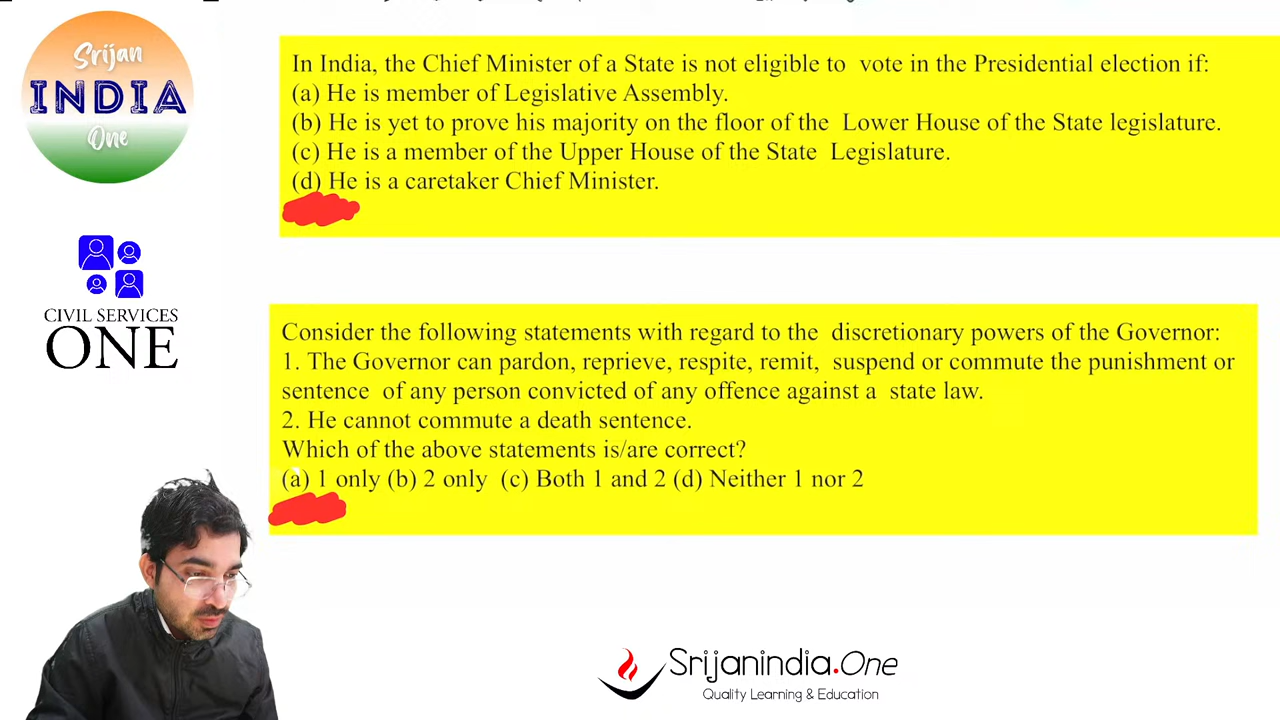 Srijan
INDIA
One
In India, the Chief Minister of a State is not eligible to vote in the Presidential election if:
(a) He is member of Legislative Assembly.
(b) He is yet to prove his majority on the floor of the Lower House of the State legislature.
(c) He is a member of the Upper House of the State Legislature.
(d) He is a caretaker Chief Minister.
CIVIL SERVICES
ONE
Consider the following statements with regard to the discretionary powers of the Governor:
1. The Governor can pardon, reprieve, respite, remit, suspend or commute the punishment or
sentence of any person convicted of any offence against a state law.
2. He cannot commute a death sentence.
Which of the above statements is/are correct?
(a) 1 only (b) 2 only (c) Both 1 and 2 (d) Neither 1 nor 2
Srijanindia.One
Quality Learning & Education